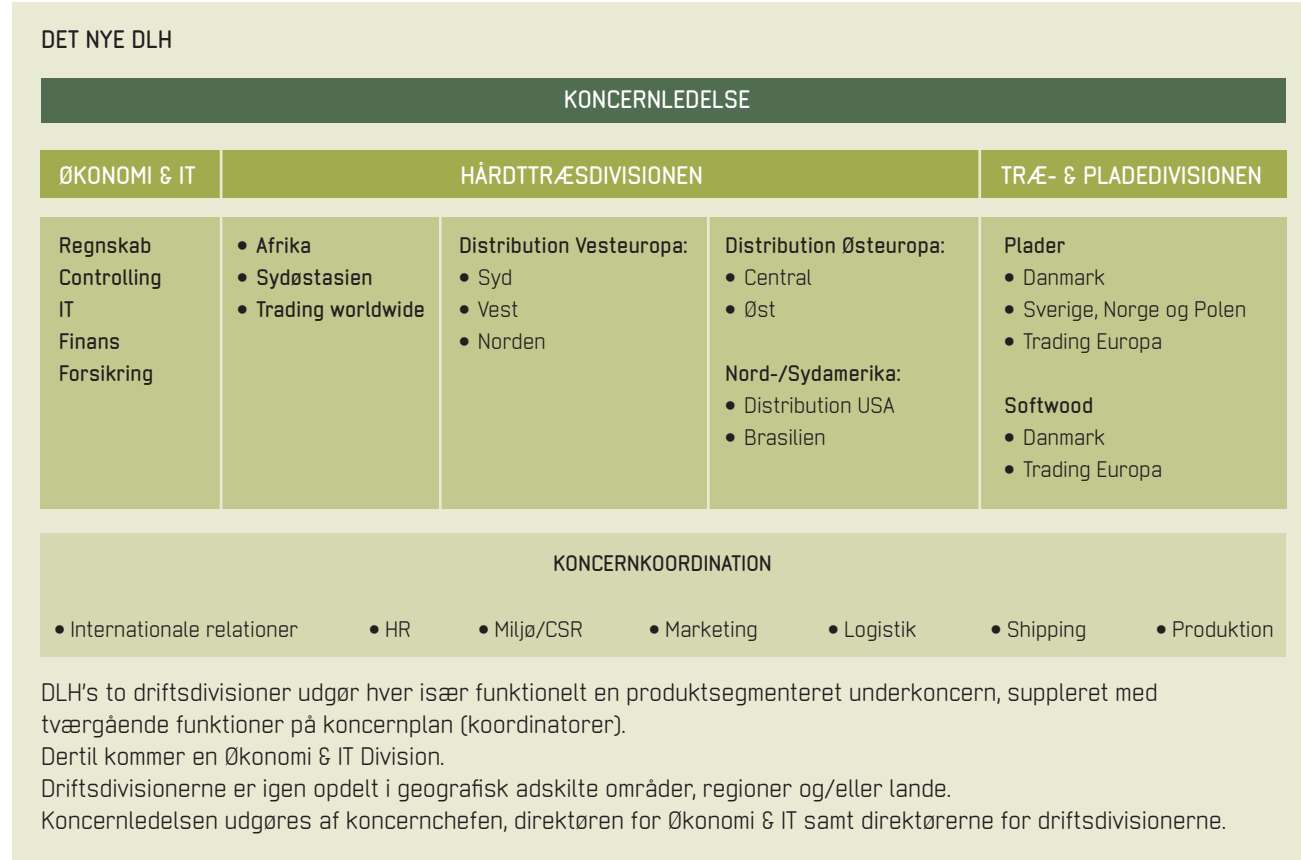 DET NYE DLH
KONCERNLEDELSE
ØKONOMI & IT
HÅRDTTRÆSDIVISIONEN
TRÆ- & PLADEDIVISIONEN
Regnskab
Controlling
IT
Finans
Forsikring
• Afrika
• Sydøstasien
• Trading worldwide
Distribution Vesteuropa:
• Syd
• Vest
• Norden
Distribution Østeuropa:
• Central
• Øst
Nord-/Sydamerika:
• Distribution USA
• Brasilien
Plader
• Danmark
• Sverige, Norge og Polen
• Trading Europa
Softwood
• Danmark
• Trading Europa
KONCERNKOORDINATION
• Internationale relationer • HR • Miljø/CSR • Marketing • Logistik • Shipping • Produktion
DLH's to driftsdivisioner udgør hver især funktionelt en produktsegmenteret underkoncern, suppleret med
tværgående funktioner på koncernplan (koordinatorer).
Dertil kommer en Økonomi & IT Division.
Driftsdivisionerne er igen opdelt i geografisk adskilte områder, regioner og/eller lande.
Koncernledelsen udgøres af koncernchefen, direktøren for Økonomi & IT samt direktørerne for driftsdivisionerne.